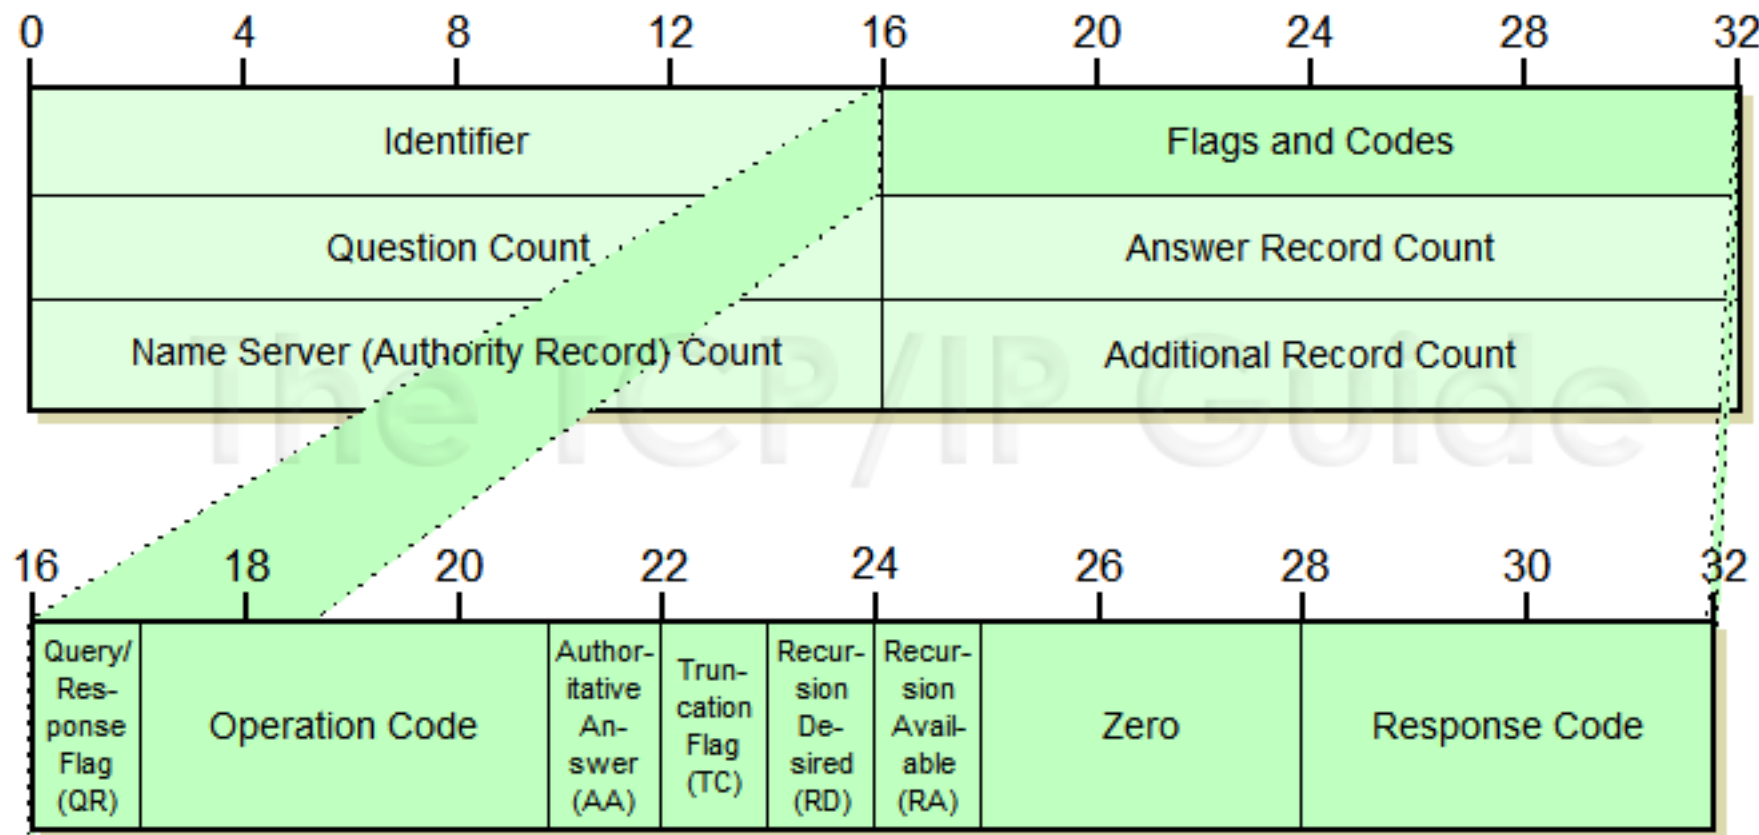 0 4 8 12 16 20 24 28 32
Identifier
Flags and Codes
Question Count
Answer Record Count
Name Server (Authority Record) Count
Additional Record Count
The TCP/IP Guide
16 18 20 22 24 26 28 30 32
Query/
Res-
ponse
Flag
(QR)
Operation Code
Author-
itative
An-
swer
(AA)
Trun-
cation
Flag
(TC)
Recur-
sion
De-
sired
(RD)
Recur-
sion
Avail-
able
(RA)
Zero
Response Code